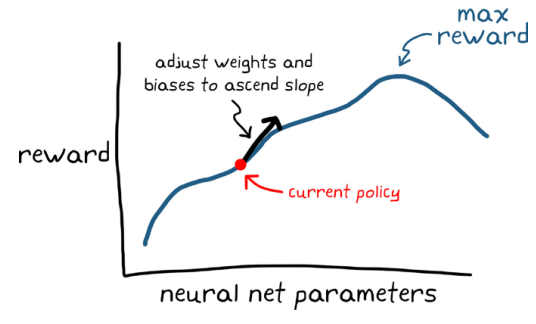 max
reward
adjust weights and
biases to ascend slope
reward
current policy
neural net parameters